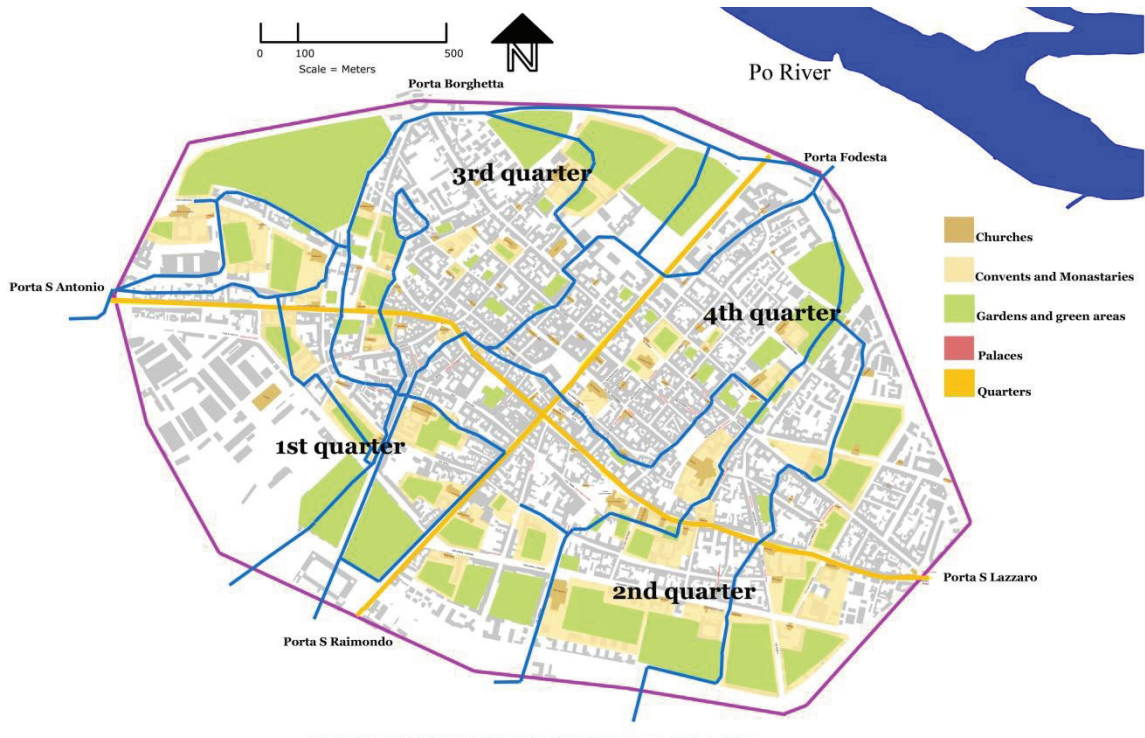 0 100 500
Scale = Meters
N
Po River
Porta Borghetta
Porta Fodesta
3rd quarter
Churches
Convents and Monastaries
Porta S Antonio
Gardens and green areas
4th quarter
Palaces
Quarters
1st quarter
Porta S Lazzaro
2nd quarter
Porta S Raimondo